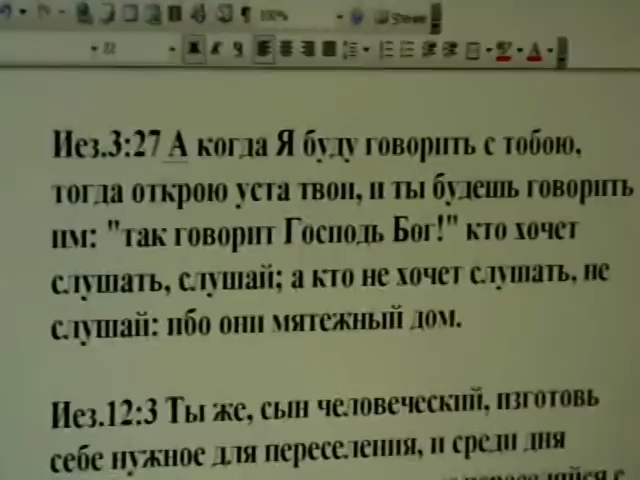 100%
22
Иез.3:27 А когда Я буду говорить с тобою,
тогда открою уста твои, и ты будешь говорить
им: "так говорит Господь Бог!" кто хочет
слушать, слушай; а кто не хочет слушать, не
слушай: ибо они мятежный дом.
Иез.12:3 Ты же, сын человеческий, изготовь
себе нужное для переселения, и среди дня